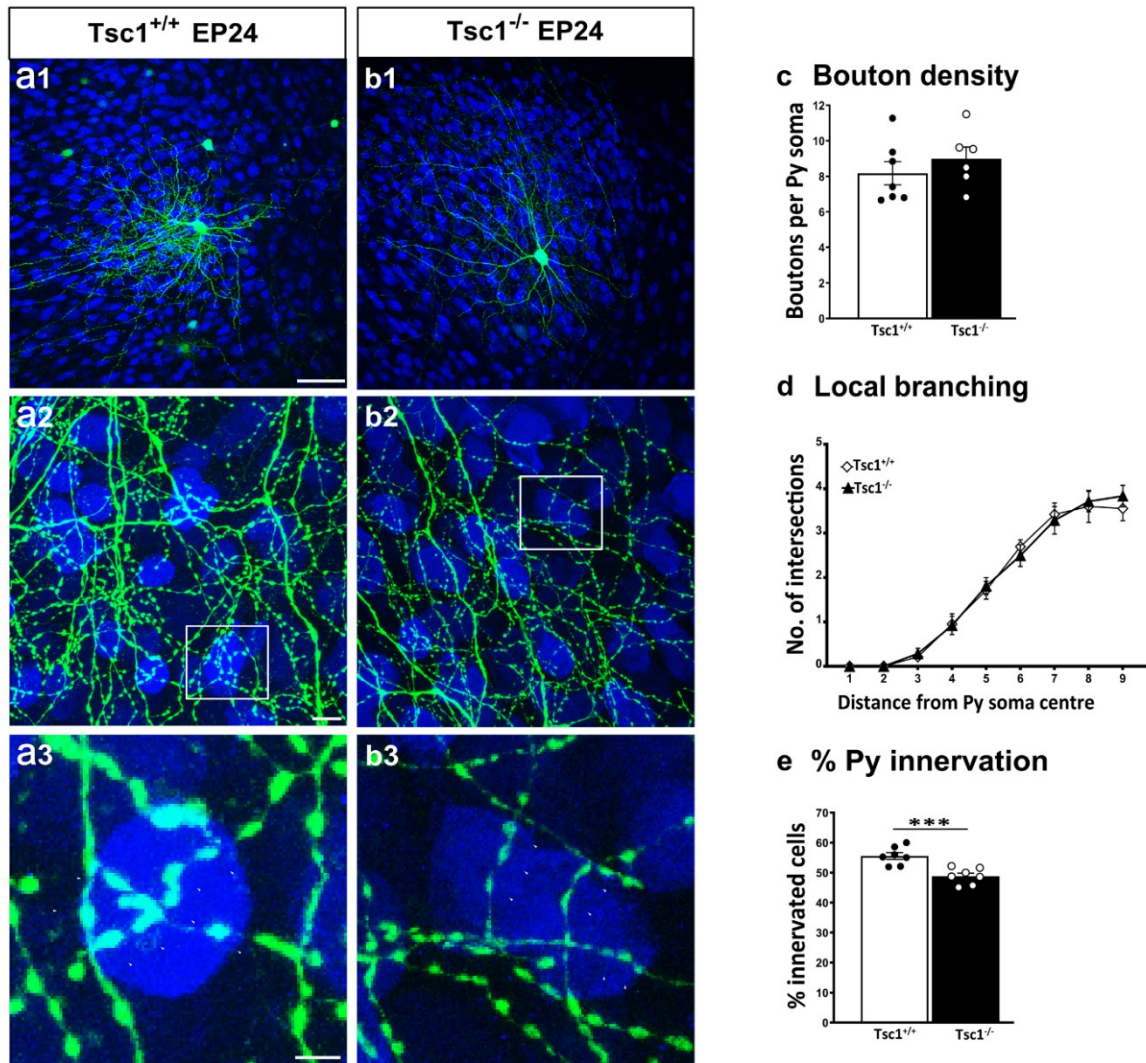 Tsc1+/+ EP24
Tsc1-/- EP24
a1
b1
a2
b2
a3
b3
c Bouton density
Boutons per Py soma
12
10
8
6
4
2
0
Tsc1+/+
Tsc1-/-
d Local branching
No. of intersections
5
4
3
2
1
0
Tsc1+/+
Tsc1-/-
1 2 3 4 5 6 7 8 9
Distance from Py soma centre
e % Py innervation
% innervated cells
70
60
50
40
30
20
10
0
***
Tsc1+/+
Tsc1-/-